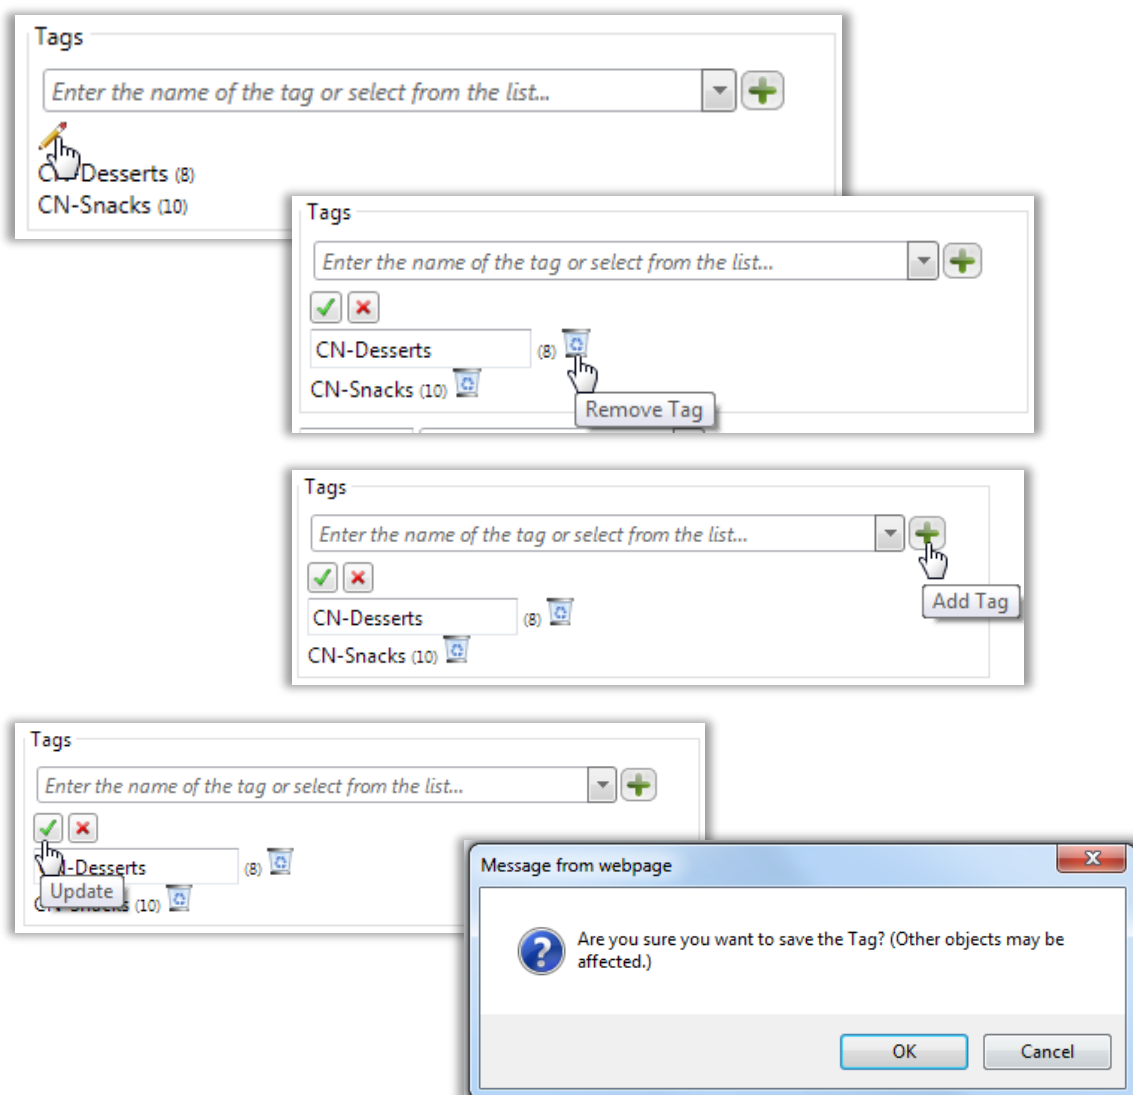 Tags
Enter the name of the tag or select from the list...
CN-Desserts (8)
CN-Snacks (10)
Tags
Enter the name of the tag or select from the list...
CN-Desserts (8)
CN-Snacks (10)
Remove Tag
Tags
Enter the name of the tag or select from the list...
Add Tag
CN-Desserts (8)
CN-Snacks (10)
Tags
Enter the name of the tag or select from the list...
-Desserts (8)
Update
(10)
Message from webpage
Are you sure you want to save the Tag? (Other objects may be
affected.)
OK Cancel